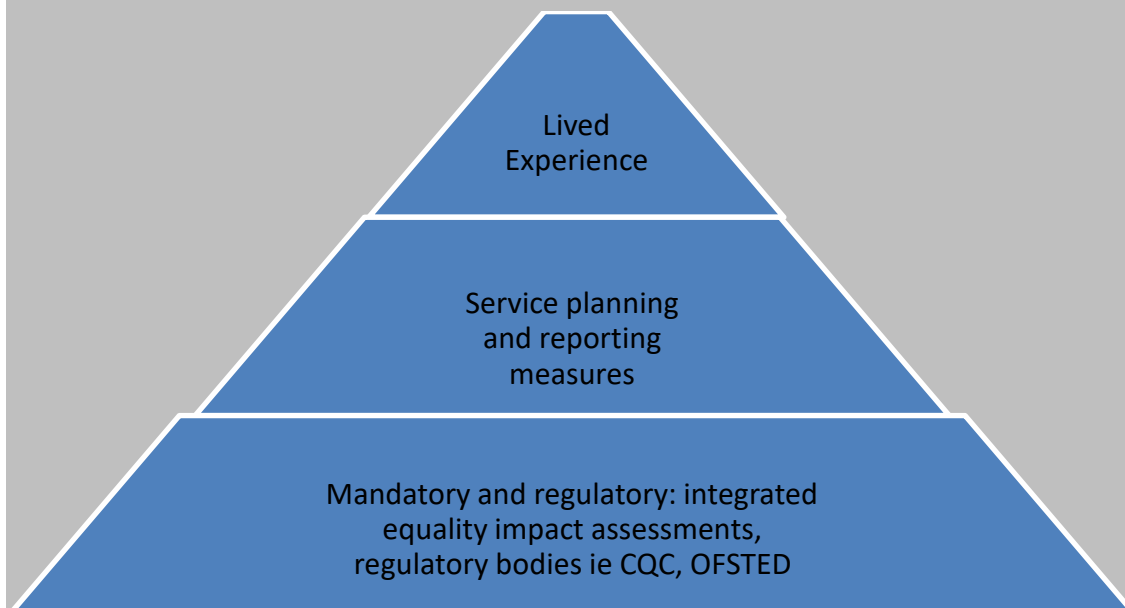 Lived
Experience
Service planning
and reporting
measures
Mandatory and regulatory: integrated
equality impact assessments,
regulatory bodies ie CQC, OFSTED